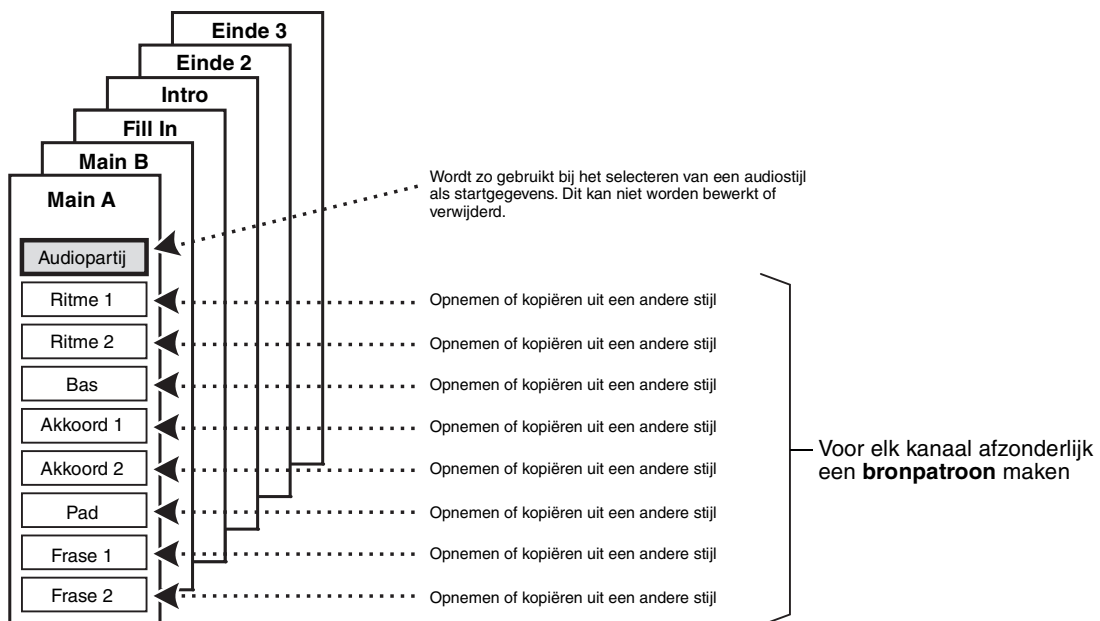 Einde 3
Einde 2
Intro
Fill In
Main B
Main A
Wordt zo gebruikt bij het selecteren van een audiostijl
als startgegevens. Dit kan niet worden bewerkt of
verwijderd.
Audiopartij
Ritme 1
Opnemen of kopiëren uit een andere stijl
Ritme 2
Opnemen of kopiëren uit een andere stijl
Bas
Opnemen of kopiëren uit een andere stijl
Akkoord 1
Opnemen of kopiëren uit een andere stijl
Akkoord 2
Opnemen of kopiëren uit een andere stijl
Pad
Opnemen of kopiëren uit een andere stijl
Frase 1
Opnemen of kopiëren uit een andere stijl
Frase 2
Opnemen of kopiëren uit een andere stijl
Voor elk kanaal afzonderlijk
een bronpatroon maken